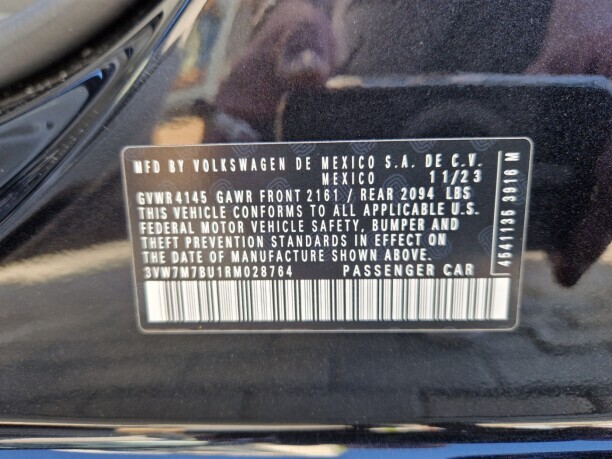 MFD BY VOLKSWAGEN DE MEXICO S.A. DE C.V.
MEXICO 11/23
GVWR 4145 GAWR FRONT 2161 / REAR 2094 LBS
THIS VEHICLE CONFORMS TO ALL APPLICABLE U.S.
FEDERAL MOTOR VEHICLE SAFETY, BUMPER AND
THEFT PREVENTION STANDARDS IN EFFECT ON
THE DATE OF MANUFACTURE SHOWN ABOVE.
3VW7M7BU1RM028764 PASSENGER CAR
4541135 3916 M